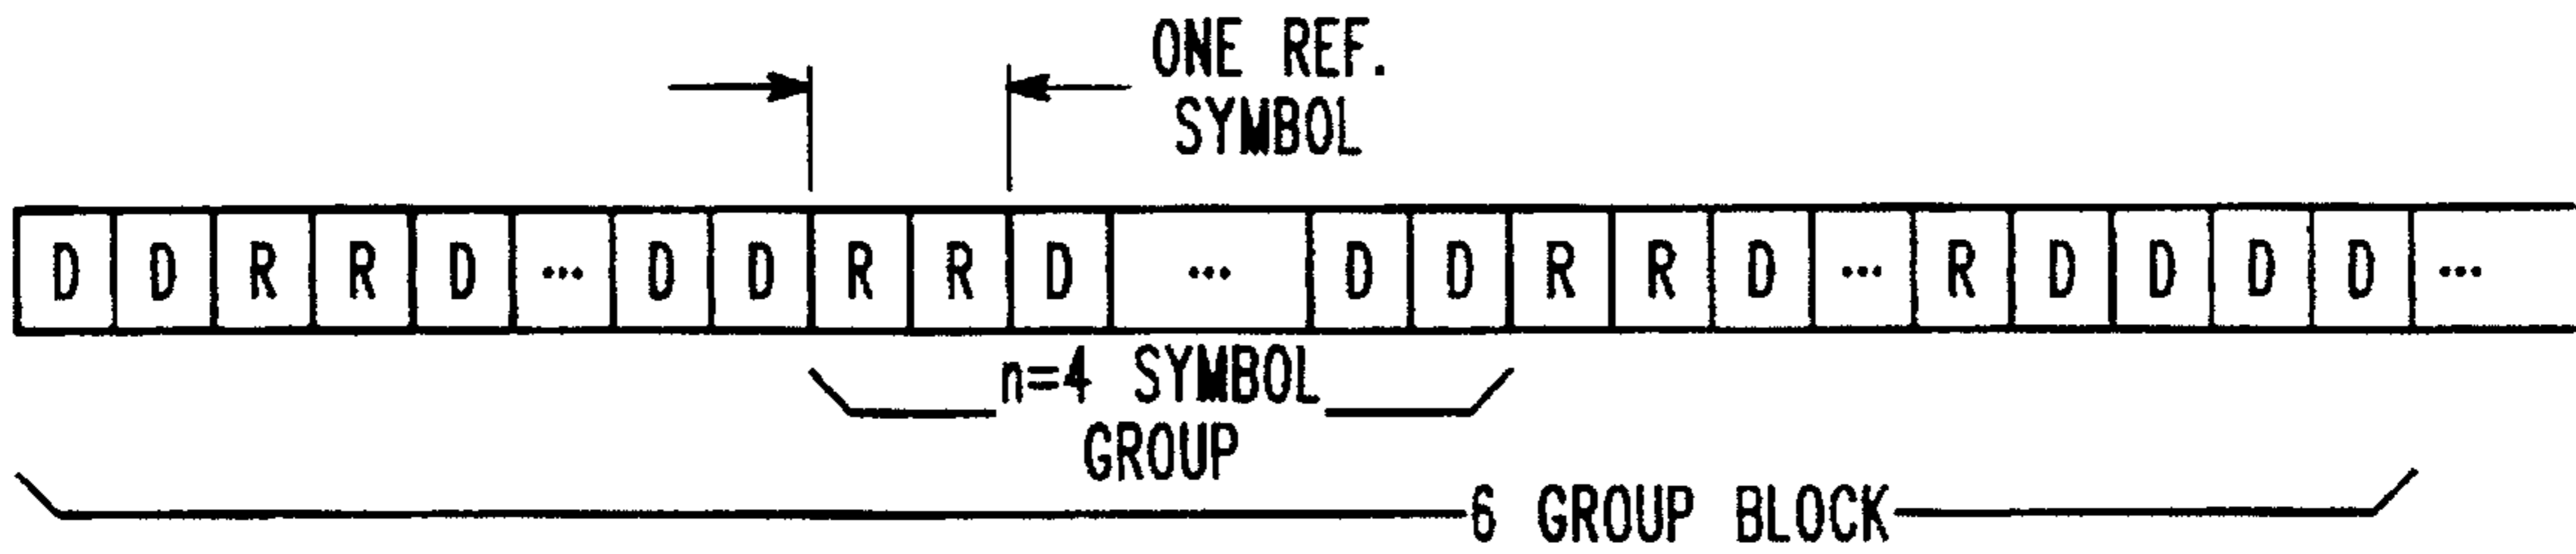 ONE REF.
SYMBOL
D D R R D ... D D R R D ... D D R R D ... R D D D D ...
n=4 SYMBOL
GROUP
6 GROUP BLOCK